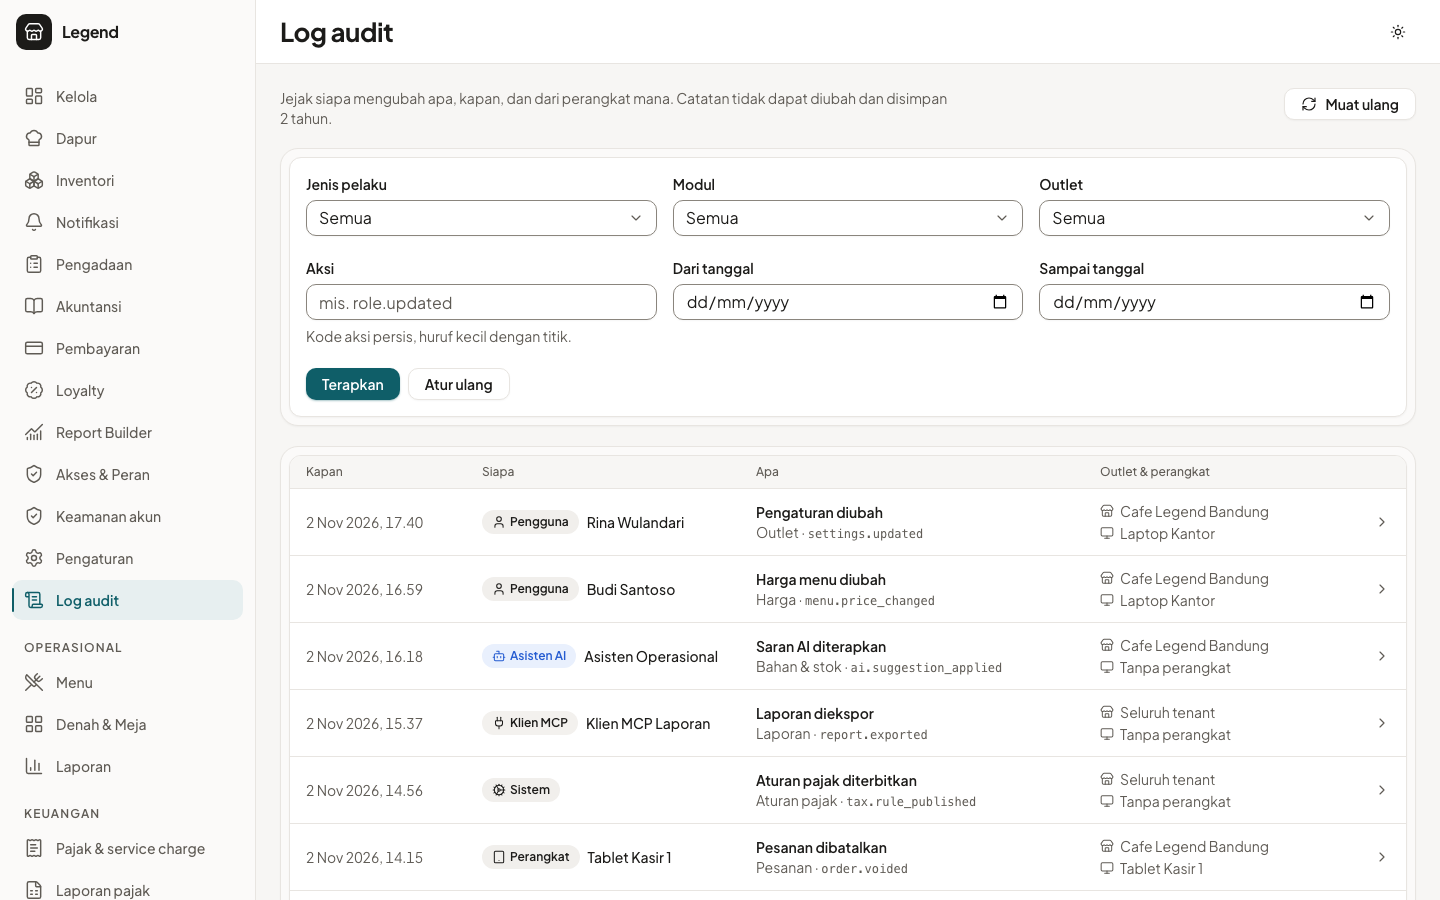 Legend
Kelola
Dapur
Inventori
Notifikasi
Pengadaan
Akuntansi
Pembayaran
Loyalty
Report Builder
Akses & Peran
Keamanan akun
Pengaturan
Log audit
OPERASIONAL
Menu
Denah & Meja
Laporan
KEUANGAN
Pajak & service charge
Laporan pajak
Log audit
Jejak siapa mengubah apa, kapan, dan dari perangkat mana. Catatan tidak dapat diubah dan disimpan
2 tahun.
Muat ulang
Jenis pelaku
Semua
Modul
Semua
Outlet
Semua
Aksi
mis. role.updated
Kode aksi persis, huruf kecil dengan titik.
Dari tanggal
dd/mm/yyyy
Sampai tanggal
dd/mm/yyyy
Terapkan
Atur ulang
Kapan Siapa Apa Outlet & perangkat
2 Nov 2026, 17.40 Pengguna Rina Wulandari
Pengaturan diubah
Outlet · settings.updated
Cafe Legend Bandung
Laptop Kantor
2 Nov 2026, 16.59 Pengguna Budi Santoso
Harga menu diubah
Harga · menu.price_changed
Cafe Legend Bandung
Laptop Kantor
2 Nov 2026, 16.18 Asisten AI Asisten Operasional
Saran AI diterapkan
Bahan & stok · ai.suggestion_applied
Cafe Legend Bandung
Tanpa perangkat
2 Nov 2026, 15.37 Klien MCP Klien MCP Laporan
Laporan diekspor
Laporan · report.exported
Seluruh tenant
Tanpa perangkat
2 Nov 2026, 14.56 Sistem
Aturan pajak diterbitkan
Aturan pajak · tax.rule_published
Seluruh tenant
Tanpa perangkat
2 Nov 2026, 14.15 Perangkat Tablet Kasir 1
Pesanan dibatalkan
Pesanan · order.voided
Cafe Legend Bandung
Tablet Kasir 1